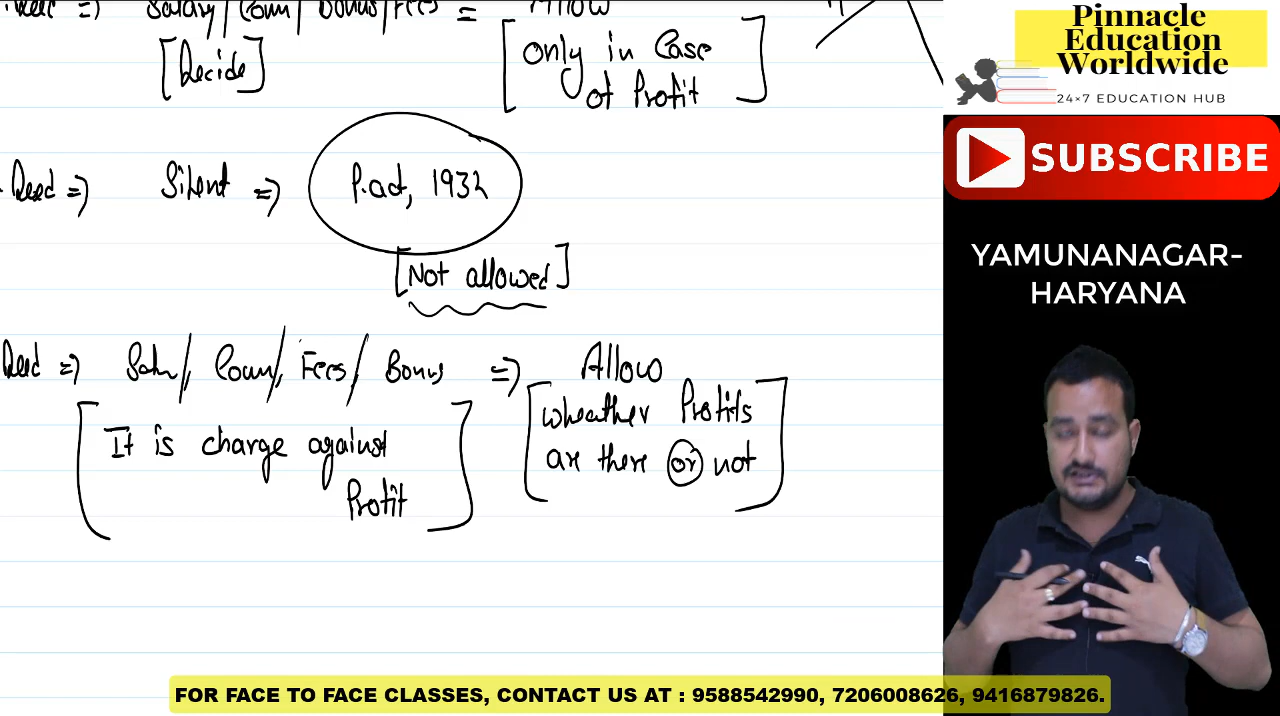 Deed => Salary/Comm/Bonus/Fees = Allow
[Decide]
[only in Case
of Profit]
Deed => Silent => P.act, 1932
[Not allowed]
Deed => Comm/ Fees/ Bonus => Allow
[It is charge against
Profit]
[wheather Profits
are there or not]
Pinnacle
Education
Worldwide
24×7 EDUCATION HUB
SUBSCRIBE
YAMUNANAGAR-
HARYANA
FOR FACE TO FACE CLASSES, CONTACT US AT : 9588542990, 7206008626, 9416879826.